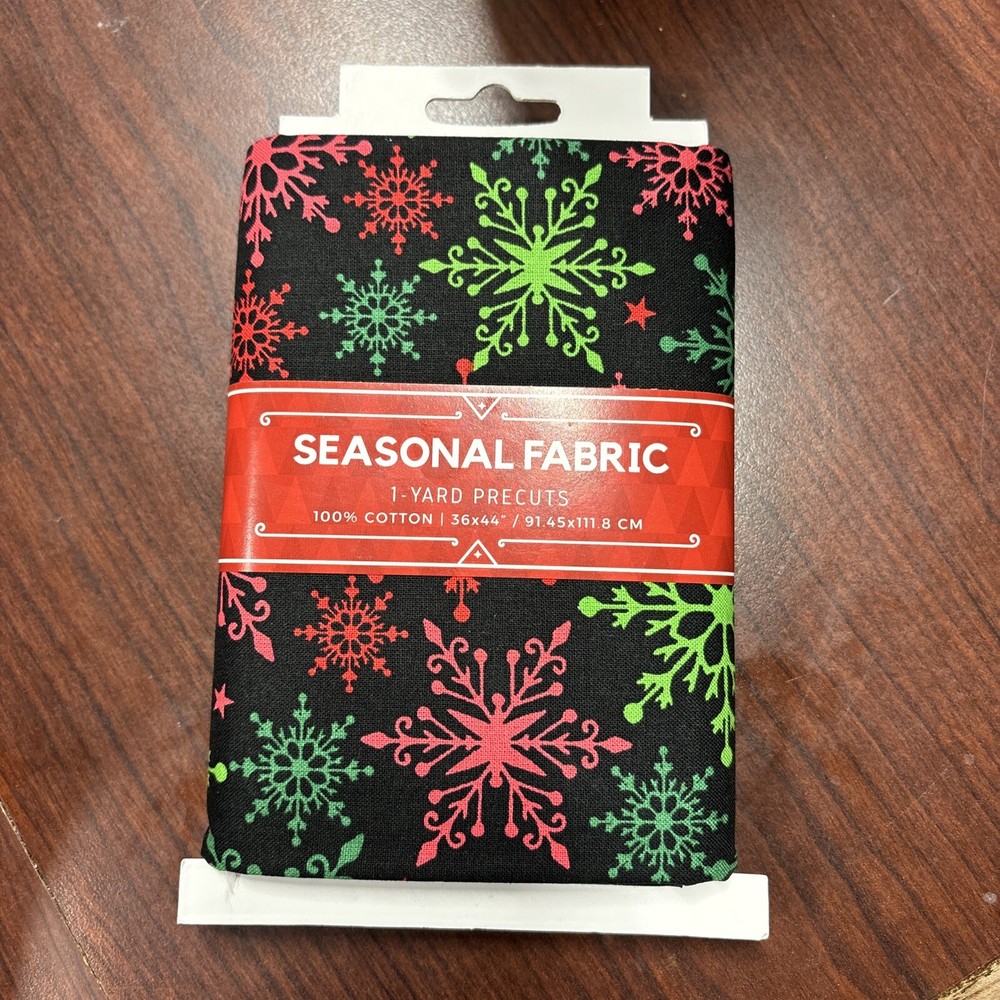 SEASONAL FABRIC
1-YARD PRECUTS
100% COTTON | 36x44" / 91.45x111.8 CM